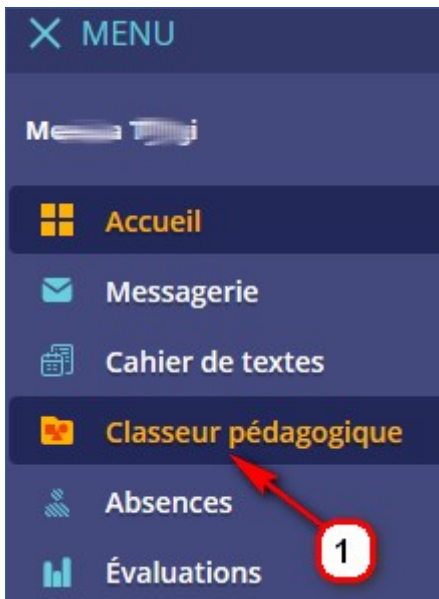 MENU
Accueil
Messagerie
Cahier de textes
Classeur pédagogique
Absences
1
Évaluations